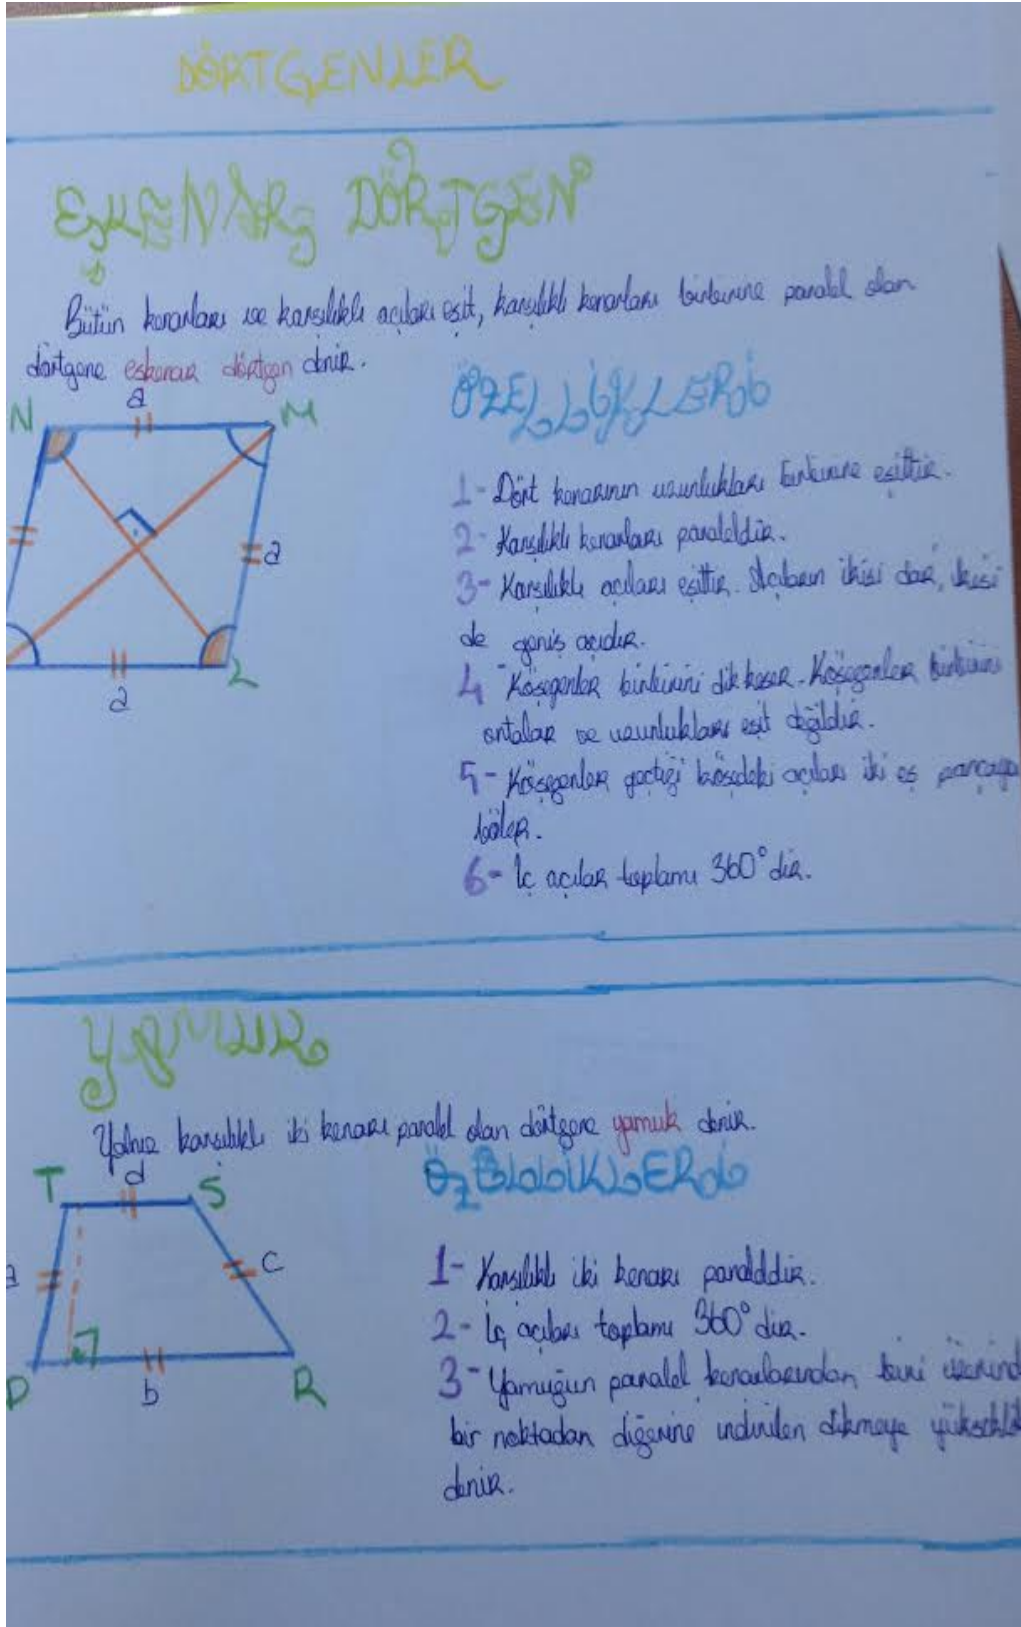 DÖRTGENLER
EŞKENAR DÖRTGEN
Bütün kenarları ve karşılıklı açıları eşit, karşılıklı kenarları birbirine paralel olan
dörtgene eşkenar dörtgen denir.
ÖZELLİKLERİ
N a M
1- Dört kenarının uzunlukları birbirine eşittir.
2- Karşılıklı kenarları paraleldir.
a
3- Karşılıklı açıları eşittir. Açıların ikisi dar, ikisi
de geniş açıdır.
L
a
4- Köşegenler birbirini dik keser. Köşegenler birbirini
ortalar ve uzunlukları eşit değildir.
5- Köşegenler geçtiği köşedeki açıları iki eş parçaya
böler.
6- İç açılar toplamı 360° dir.
YAMUK
Yalnız karşılıklı iki kenarı paralel olan dörtgene yamuk denir.
ÖZELLİKLERİ
T d S
a c
1- Karşılıklı iki kenarı paraleldir.
2- İç açıları toplamı 360° dir.
P b R
3- Yamuğun paralel kenarlarından biri üzerind
bir noktadan diğerine indirilen dikmeye yükseklik
denir.